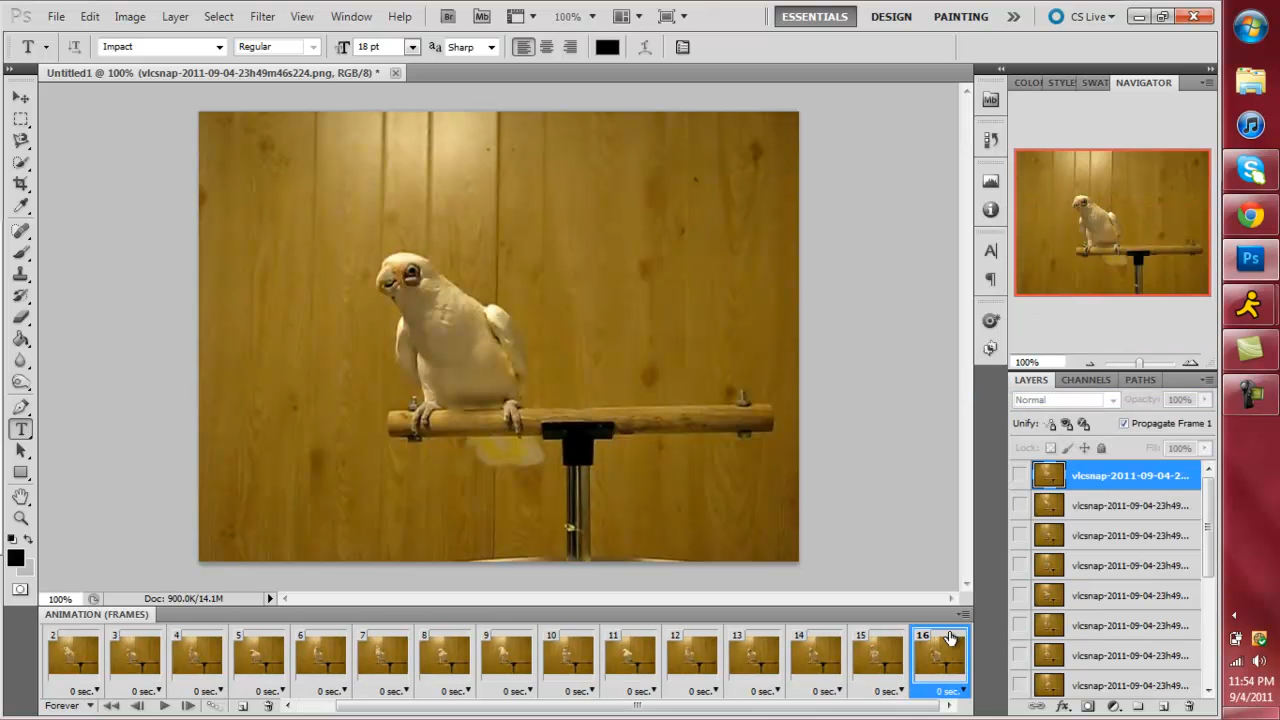 Ps File Edit Image Layer Select Filter View Window Help Br Mb 100% ESSENTIALS DESIGN PAINTING CS Live
T Impact Regular 18 pt aa Sharp
Untitled1 @ 100% (vlcsnap-2011-09-04-23h49m46s224.png, RGB/8) *
COLO STYLE SWAT NAVIGATOR
Mb
100%
LAYERS CHANNELS PATHS
Normal Opacity: 100%
Unify: Propagate Frame 1
Lock: Fill: 100%
vlcsnap-2011-09-04-2...
vlcsnap-2011-09-04-23h49...
vlcsnap-2011-09-04-23h49...
vlcsnap-2011-09-04-23h49...
vlcsnap-2011-09-04-23h49...
vlcsnap-2011-09-04-23h49...
vlcsnap-2011-09-04-23h49...
vlcsnap-2011-09-04-23h49...
100% Doc: 900.0K/14.1M
ANIMATION (FRAMES)
2 3 4 5 6 7 8 9 10 11 12 13 14 15 16
0 sec. 0 sec. 0 sec. 0 sec. 0 sec. 0 sec. 0 sec. 0 sec. 0 sec. 0 sec. 0 sec. 0 sec. 0 sec. 0 sec. 0 sec.
Forever
Ps
11:54 PM
9/4/2011